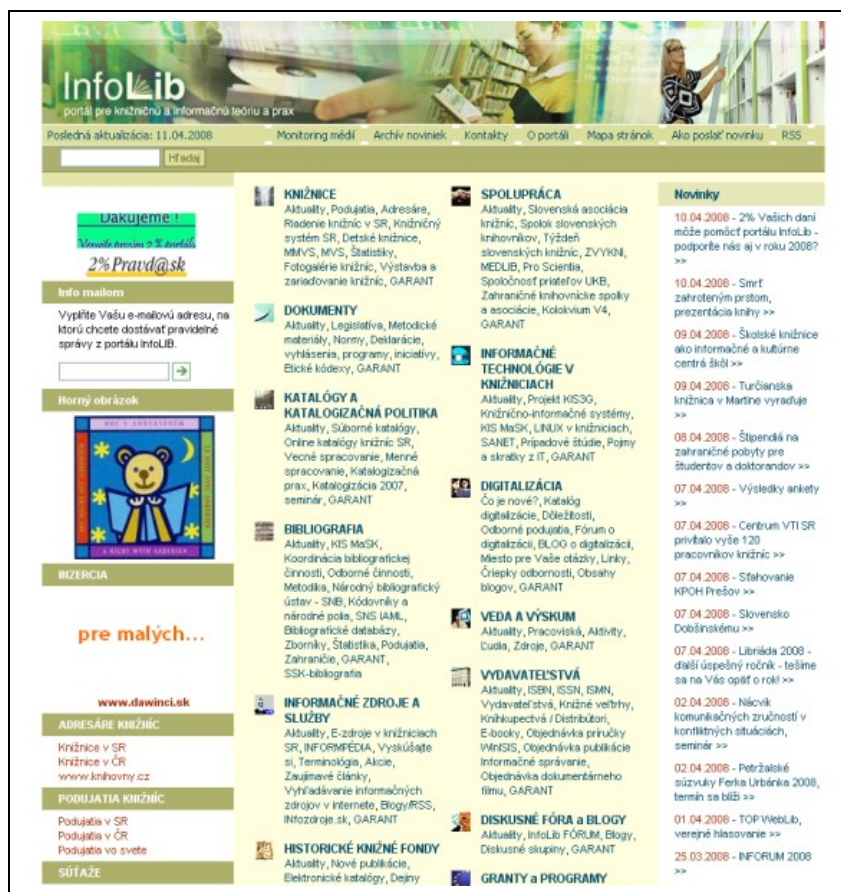 InfoLib
portál pre knižničnú a informačnú teóriu a prax
Posledná aktualizácia: 11.04.2008
Monitoring médií Archív noviniek Kontakty O portáli Mapa stránok Ako poslať novinku RSS
Hľadaj
Ďakujeme !
Venujte prosím 2 % portálu
2%Pravd@sk
Info mailom
Vyplňte Vašu e-mailovú adresu, na
ktorú chcete dostávať pravidelné
správy z portálu InfoLIB.
Horný obrázok
NOC S ANDERSENOM
A NIGHT WITH ANDERSEN
INZERCIA
pre malých...
www.dawinci.sk
ADRESÁRE KNIŽNÍC
Knižnice v SR
Knižnice v ČR
www.knihovny.cz
PODUJATIA KNIŽNÍC
Podujatia v SR
Podujatia v ČR
Podujatia vo svete
SÚŤAŽE
KNIŽNICE
Aktuality, Podujatia, Adresáre,
Riadenie knižníc v SR, Knižničný
systém SR, Detské knižnice,
MMVS, MVS, Štatistiky,
Fotogalérie knižníc, Výstavba a
zariaďovanie knižníc, GARANT
DOKUMENTY
Aktuality, Legislatíva, Metodické
materiály, Normy, Deklarácie,
vyhlásenia, programy, iniciatívy,
Etické kódexy, GARANT
KATALÓGY A
KATALOGIZAČNÁ POLITIKA
Aktuality, Súborné katalógy,
Online katalógy knižníc SR,
Vecné spracovanie, Menné
spracovanie, Katalogizačná
prax, Katalogizácia 2007,
seminár, GARANT
BIBLIOGRAFIA
Aktuality, KIS MaSK,
Koordinácia bibliografickej
činnosti, Odborné činnosti,
Metodika, Národný bibliografický
ústav - SNB, Kódovníky a
národné polia, SNS IAML,
Bibliografické databázy,
Zborníky, Štatistika, Podujatia,
Zahraničie, GARANT,
SSK-bibliografia
INFORMAČNÉ ZDROJE A
SLUŽBY
Aktuality, E-zdroje v knižniciach
SR, INFORMPÉDIA, Vyskúšajte
si, Terminológia, Akcie,
Zaujímavé články,
Vyhľadávanie informačných
zdrojov v internete, Blogy/RSS,
INfozdroje.sk, GARANT
HISTORICKÉ KNIŽNÉ FONDY
Aktuality, Nové publikácie,
Elektronické katalógy, Dejiny
SPOLUPRÁCA
Aktuality, Slovenská asociácia
knižníc, Spolok slovenských
knihovníkov, Týždeň
slovenských knižníc, ZVYKNI,
MEDLIB, Pro Scientia,
Spoločnosť priateľov UKB,
Zahraničné knihovnícke spolky
a asociácie, Kolokvium V4,
GARANT
INFORMAČNÉ
TECHNOLÓGIE V
KNIŽNICIACH
Aktuality, Projekt KIS3G,
Knižnično-informačné systémy,
KIS MaSK, LINUX v knižniciach,
SANET, Prípadové štúdie, Pojmy
a skratky z IT, GARANT
DIGITALIZÁCIA
Čo je nové?, Katalóg
digitalizácie, Dôležitosti,
Odborné podujatia, Fórum o
digitalizácii, BLOG o digitalizácii,
Miesto pre Vaše otázky, Linky,
Čriepky odbornosti, Obsahy
blogov, GARANT
VEDA A VÝSKUM
Aktuality, Pracoviská, Aktivity,
Ľudia, Zdroje, GARANT
VYDAVATEĽSTVÁ
Aktuality, ISBN, ISSN, ISMN,
Vydavateľstvá, Knižné veľtrhy,
Kníhkupectvá / Distribútori,
E-booky, Objednávka príručky
WinISIS, Objednávka publikácie
Informačné správanie,
Objednávka dokumentárneho
filmu, GARANT
DISKUSNÉ FÓRA a BLOGY
Aktuality, InfoLib FÓRUM, Blogy,
Diskusné skupiny, GARANT
GRANTY a PROGRAMY
Novinky
10.04.2008 - 2% Vašich daní
môže pomôcť portálu InfoLib -
podporíte nás aj v roku 2008?
>>
10.04.2008 - Smrť
zahroteným prstom,
prezentácia knihy >>
09.04.2008 - Školské knižnice
ako informačné a kultúrne
centrá škôl >>
09.04.2008 - Turčianska
knižnica v Martine vyraďuje
>>
08.04.2008 - Štipendiá na
zahraničné pobyty pre
študentov a doktorandov >>
07.04.2008 - Výsledky ankety
>>
07.04.2008 - Centrum VTI SR
privítalo vyše 120
pracovníkov knižníc >>
07.04.2008 - Sťahovanie
KPOH Prešov >>
07.04.2008 - Slovensko
Dobšinskému >>
07.04.2008 - Libriáda 2008 -
ďalší úspešný ročník - tešíme
sa na Vás opäť o rok! >>
02.04.2008 - Nácvik
komunikačných zručností v
konfliktných situáciách,
seminár >>
02.04.2008 - Petržalské
súzvuky Ferka Urbánka 2008,
termín sa blíži >>
01.04.2008 - TOP WebLib,
verejné hlasovanie >>
25.03.2008 - INFORUM 2008
>>